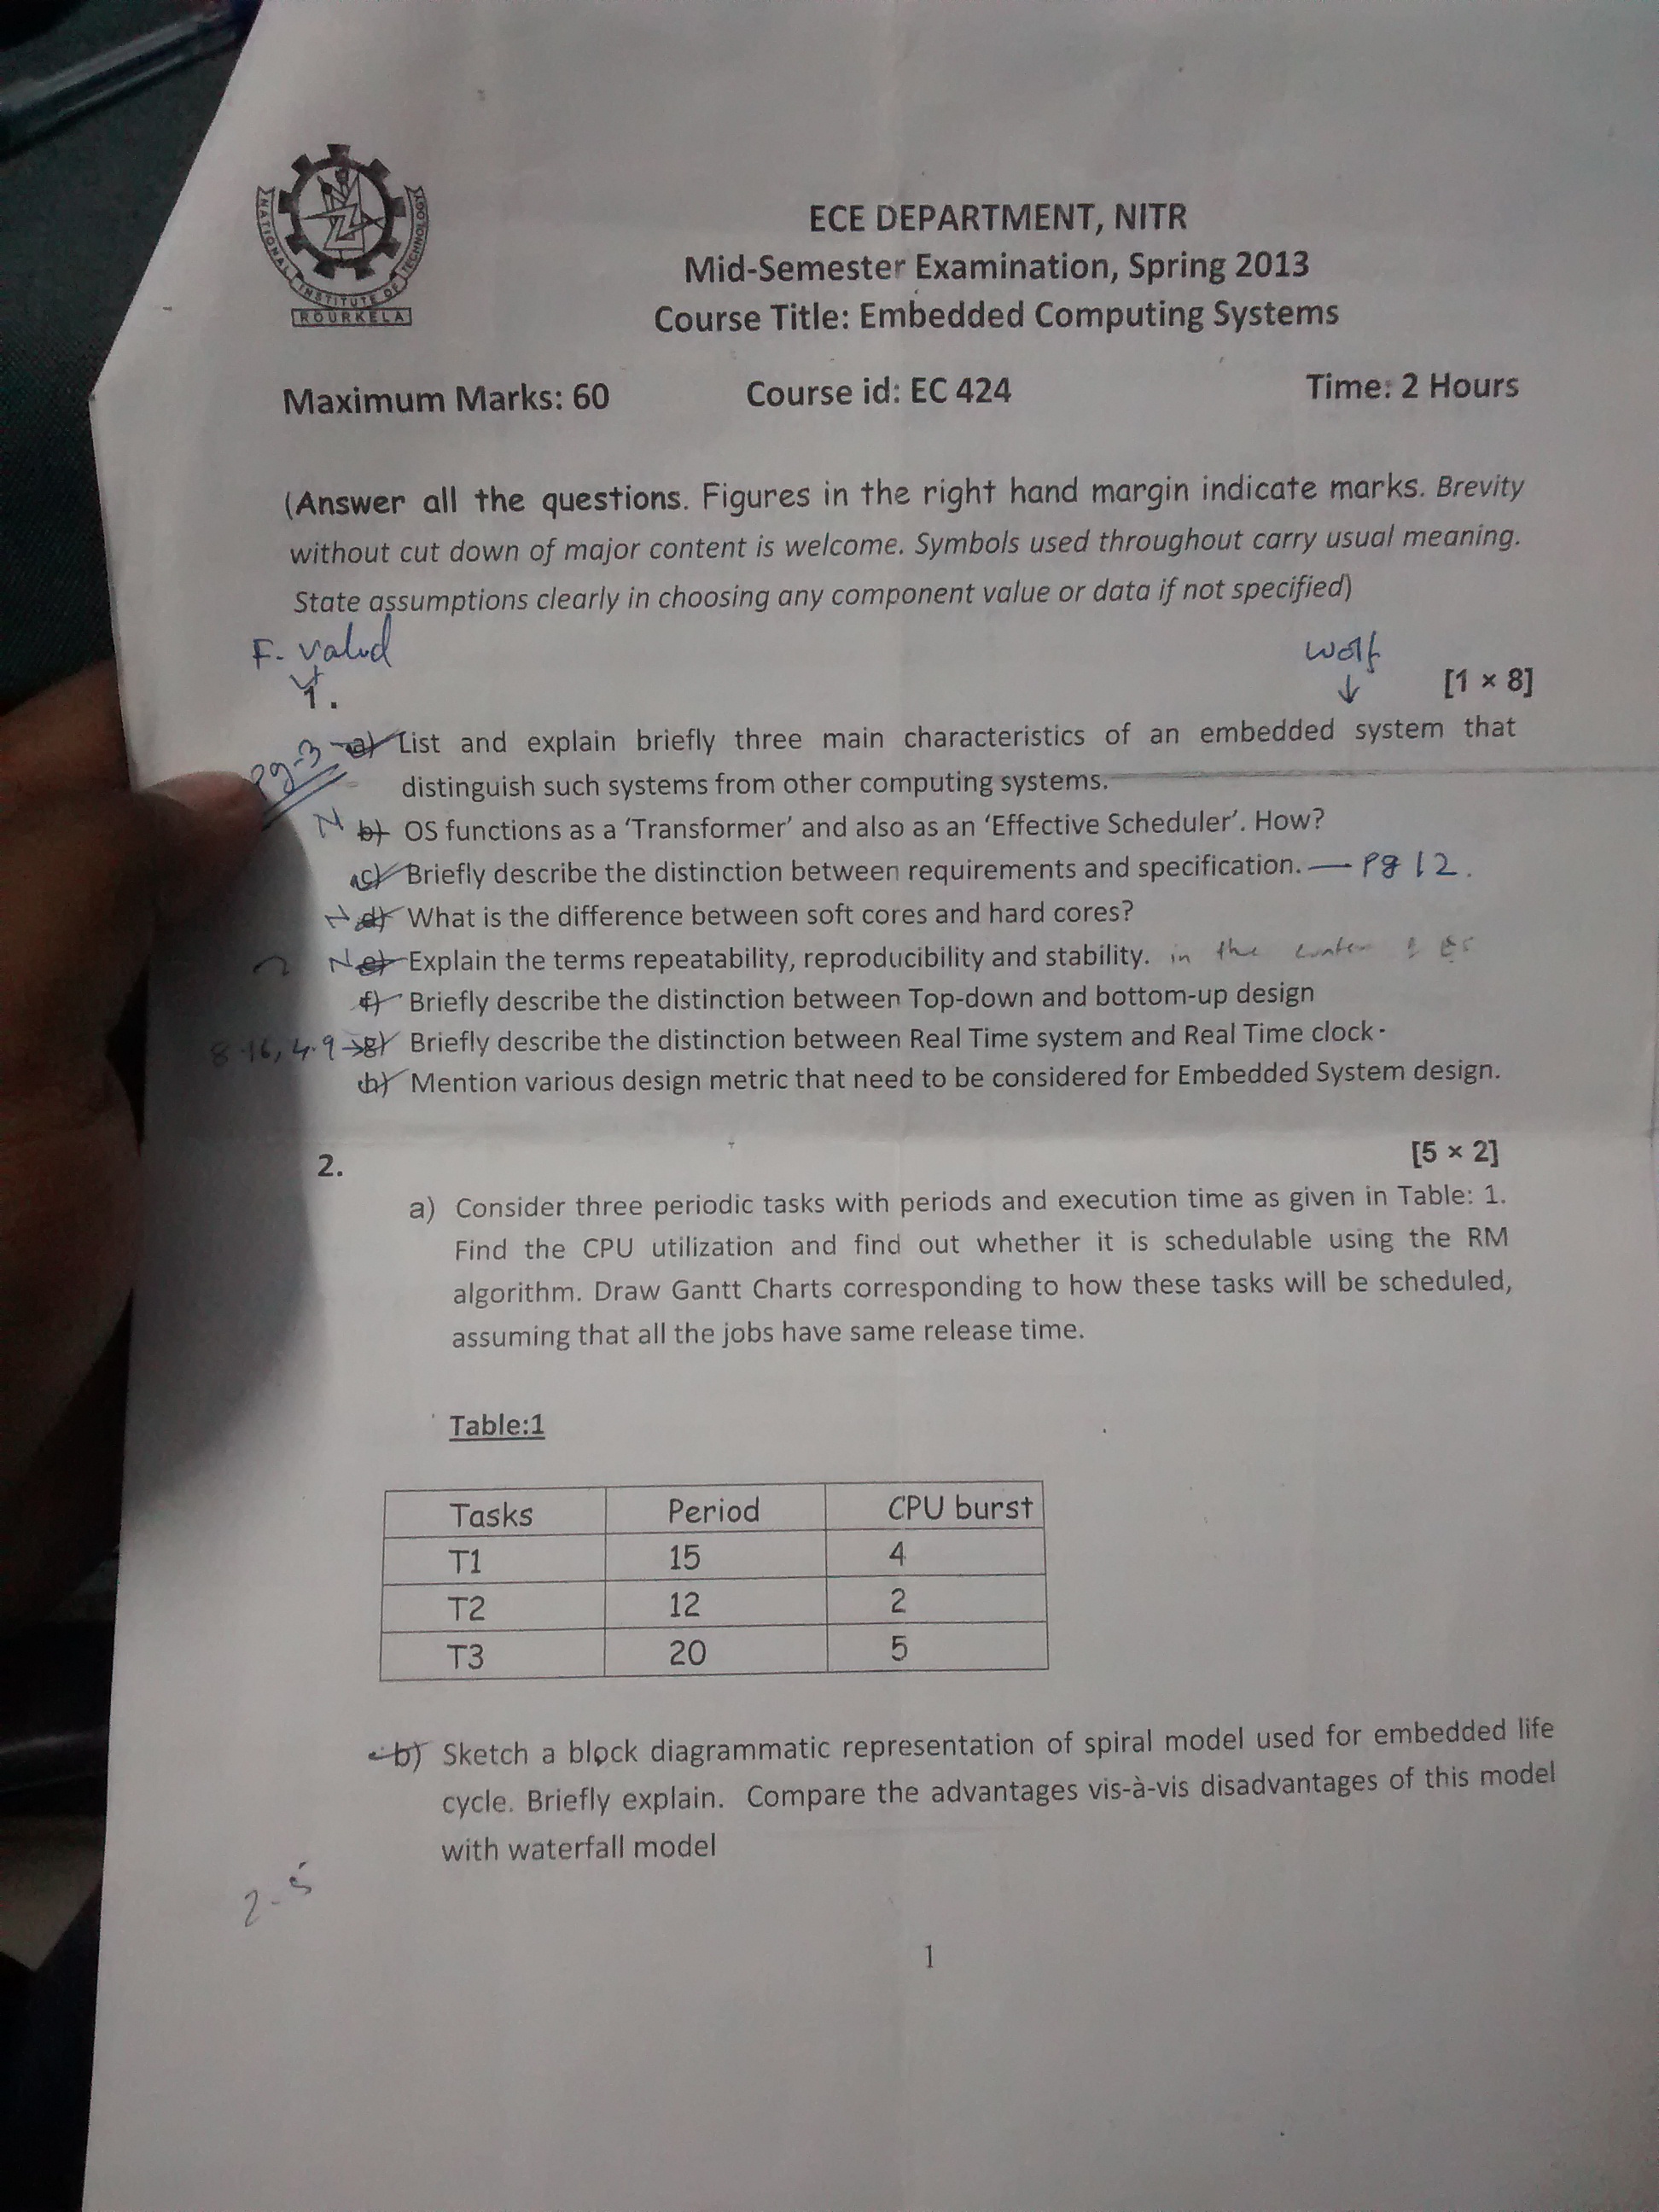 NATIONAL INSTITUTE OF TECHNOLOGY
ROURKELA
ECE DEPARTMENT, NITR
Mid-Semester Examination, Spring 2013
Course Title: Embedded Computing Systems
Maximum Marks: 60 Course id: EC 424 Time: 2 Hours
(Answer all the questions. Figures in the right hand margin indicate marks. Brevity
without cut down of major content is welcome. Symbols used throughout carry usual meaning.
State assumptions clearly in choosing any component value or data if not specified)
F. Wolf
1. [1 × 8]
Pg-3 a) List and explain briefly three main characteristics of an embedded system that
distinguish such systems from other computing systems.
N b) OS functions as a 'Transformer' and also as an 'Effective Scheduler'. How?
c) Briefly describe the distinction between requirements and specification. — Pg 12.
N d) What is the difference between soft cores and hard cores?
N e) Explain the terms repeatability, reproducibility and stability. in the
f) Briefly describe the distinction between Top-down and bottom-up design
8.16, 4.9 → g) Briefly describe the distinction between Real Time system and Real Time clock.
h) Mention various design metric that need to be considered for Embedded System design.
2. [5 × 2]
a) Consider three periodic tasks with periods and execution time as given in Table: 1.
Find the CPU utilization and find out whether it is schedulable using the RM
algorithm. Draw Gantt Charts corresponding to how these tasks will be scheduled,
assuming that all the jobs have same release time.
Table:1
Tasks Period CPU burst
T1 15 4
T2 12 2
T3 20 5
b) Sketch a block diagrammatic representation of spiral model used for embedded life
cycle. Briefly explain. Compare the advantages vis-à-vis disadvantages of this model
with waterfall model
2-5
1